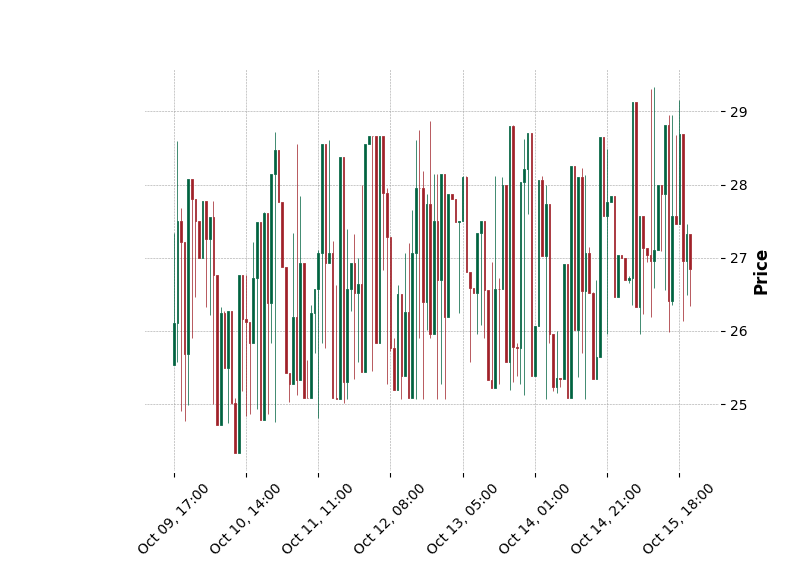 29
28
27
26
25
Price
Oct 09, 17:00
Oct 10, 14:00
Oct 11, 11:00
Oct 12, 08:00
Oct 13, 05:00
Oct 14, 01:00
Oct 14, 21:00
Oct 15, 18:00